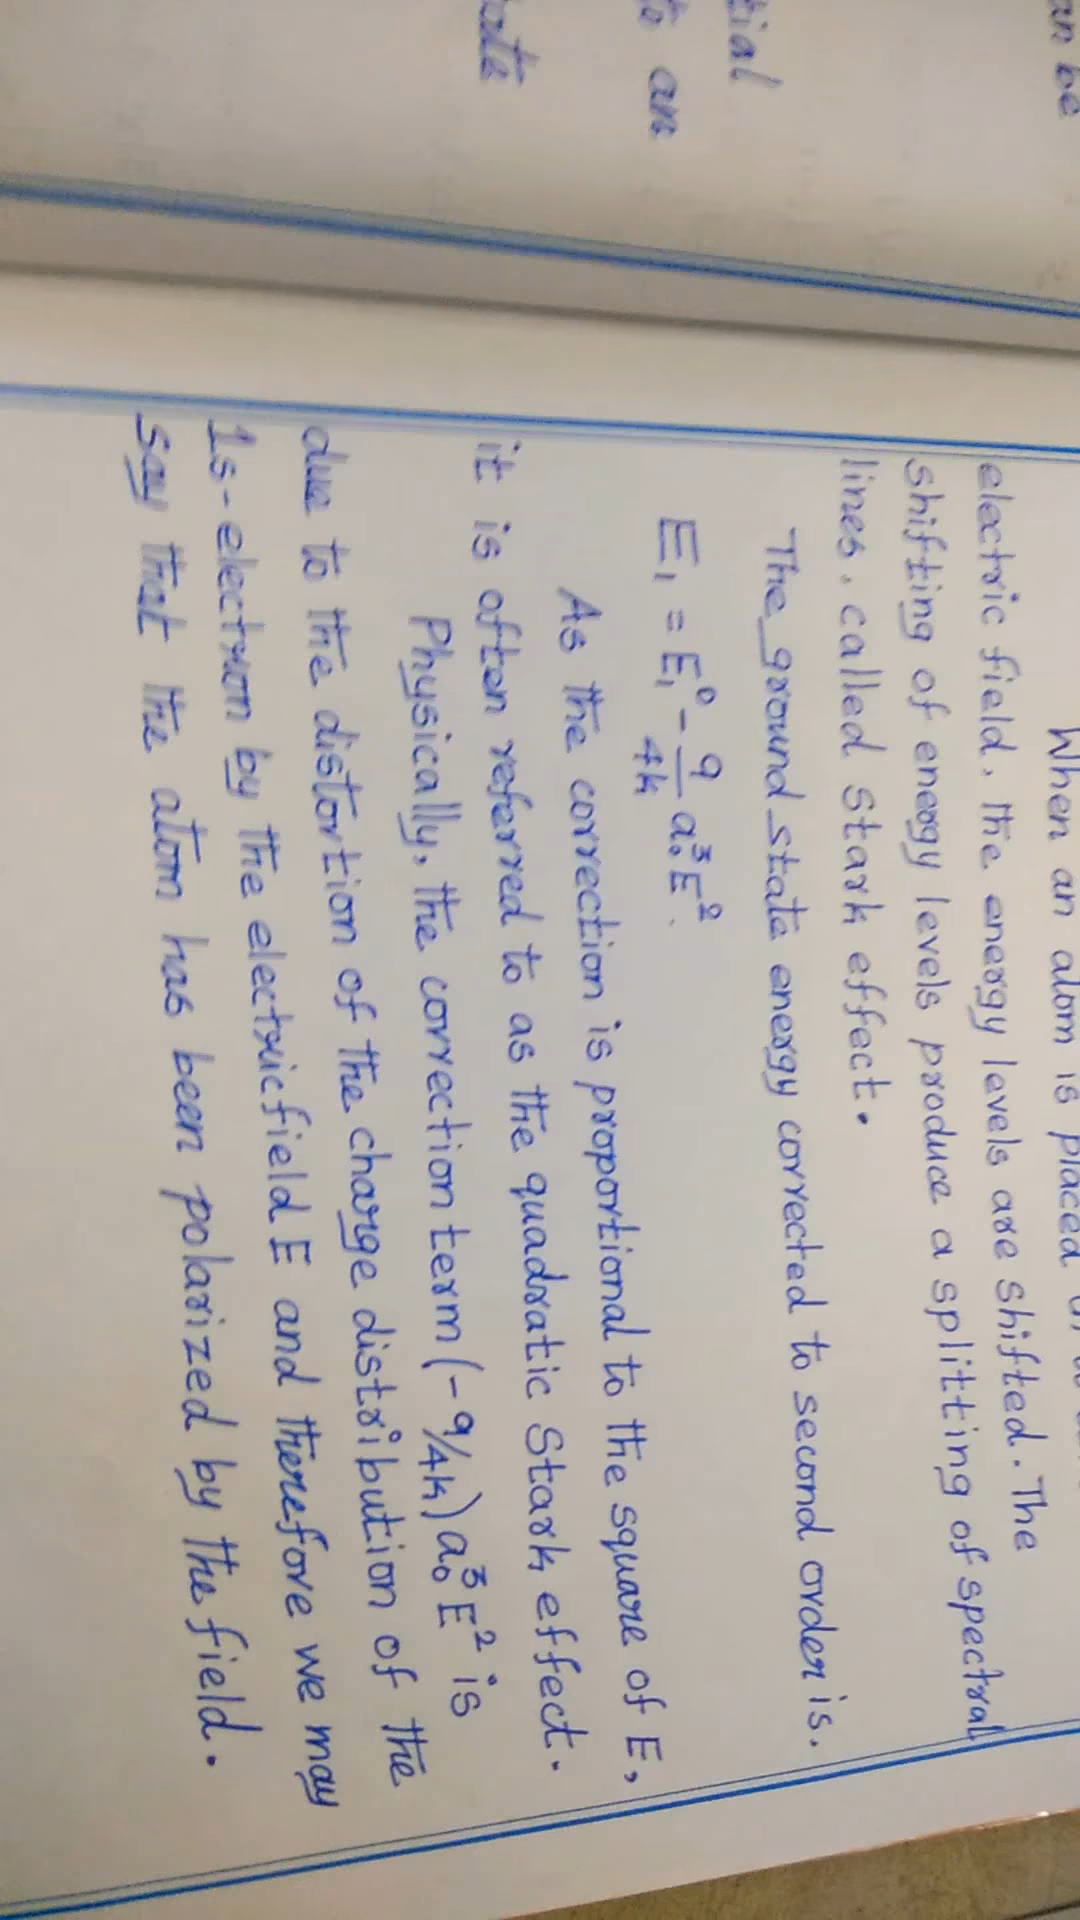 an be
tial
to an
When an atom is placed
electric field, the energy levels are shifted. The
shifting of energy levels produce a splitting of spectral
lines, called stark effect.
The ground state energy corrected to second order is.
E₁ = E₁⁰ - 9/4k a₀³E².
As the correction is proportional to the square of E,
it is often referred to as the quadratic Stark effect.
Physically, the correction term (-9/4k) a₀³E² is
due to the distortion of the charge distribution of the
1s-electron by the electric field E and therefore we may
say that the atom has been polarized by the field.